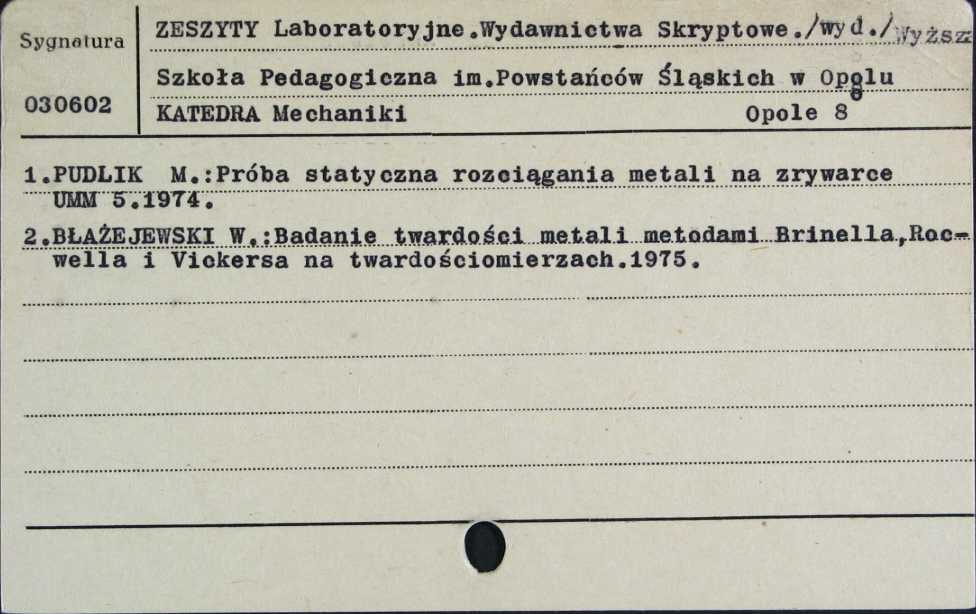 Sygnatura
030602
ZESZYTY Laboratoryjne.Wydawnictwa Skryptowe./wyd./Wyższa
Szkoła Pedagogiczna im.Powstańców Śląskich w Opolu
KATEDRA Mechaniki Opole 8
1.PUDLIK M.:Próba statyczna rozciągania metali na zrywarce
UMM 5.1974.
2.BŁAŻEJEWSKI W.:Badanie twardości metali metodami Brinella,Roc-
wella i Vickersa na twardościomierzach.1975.